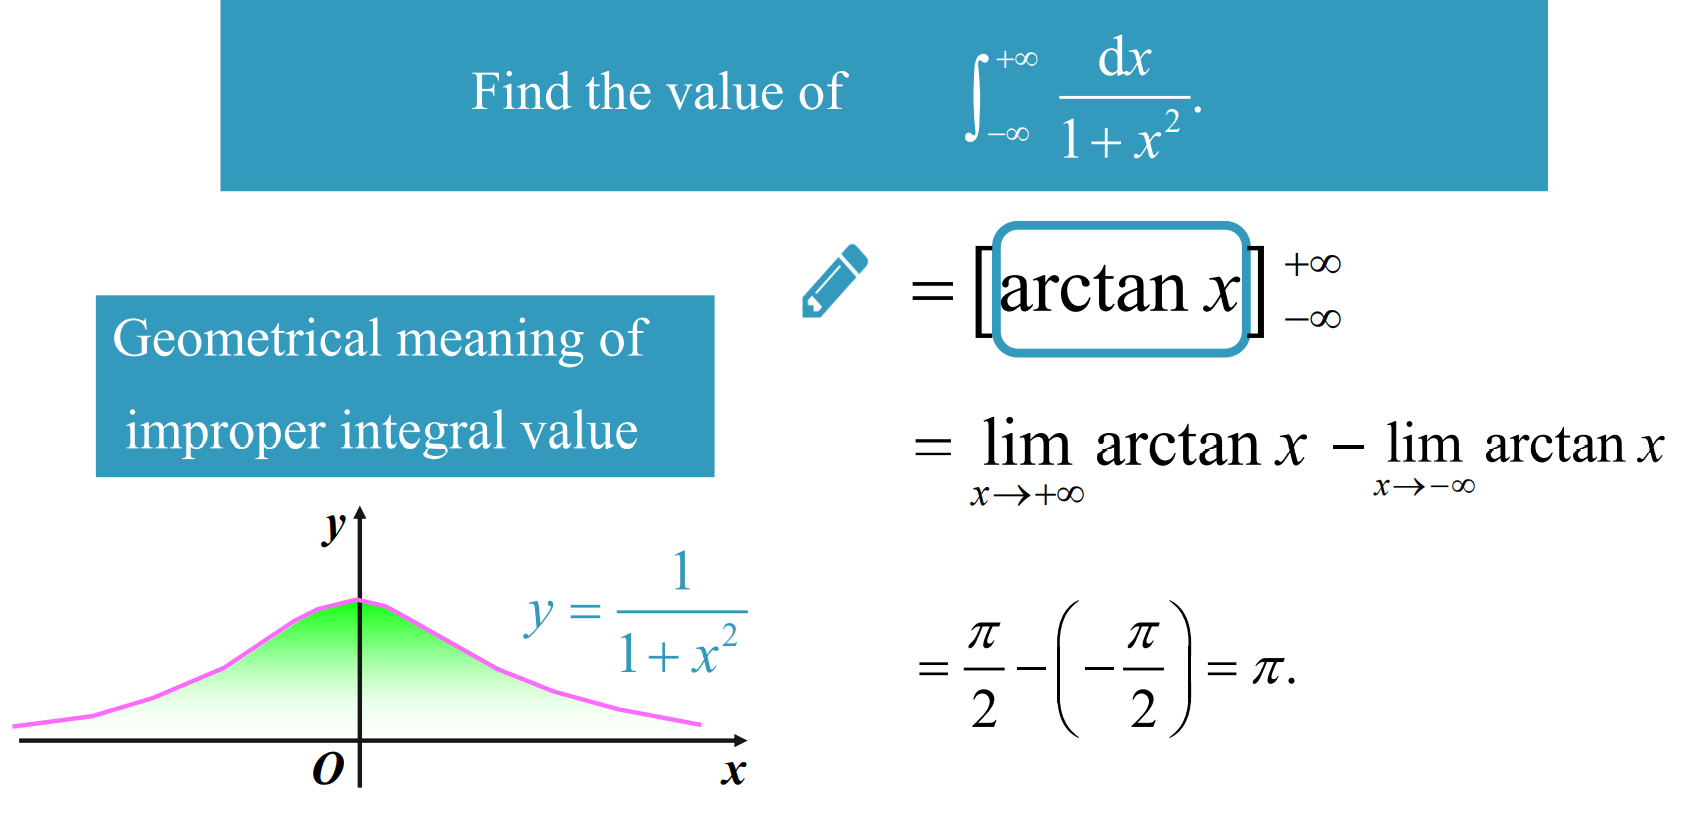 Find the value of $\int_{-\infty}^{+\infty} \frac{\mathrm{d}x}{1+x^2}.$
$= [\arctan x]_{-\infty}^{+\infty}$
Geometrical meaning of
improper integral value
$= \lim_{x \to +\infty} \arctan x - \lim_{x \to -\infty} \arctan x$
y
$y = \frac{1}{1+x^2}$
$= \frac{\pi}{2} - \left(-\frac{\pi}{2}\right) = \pi.$
O
x